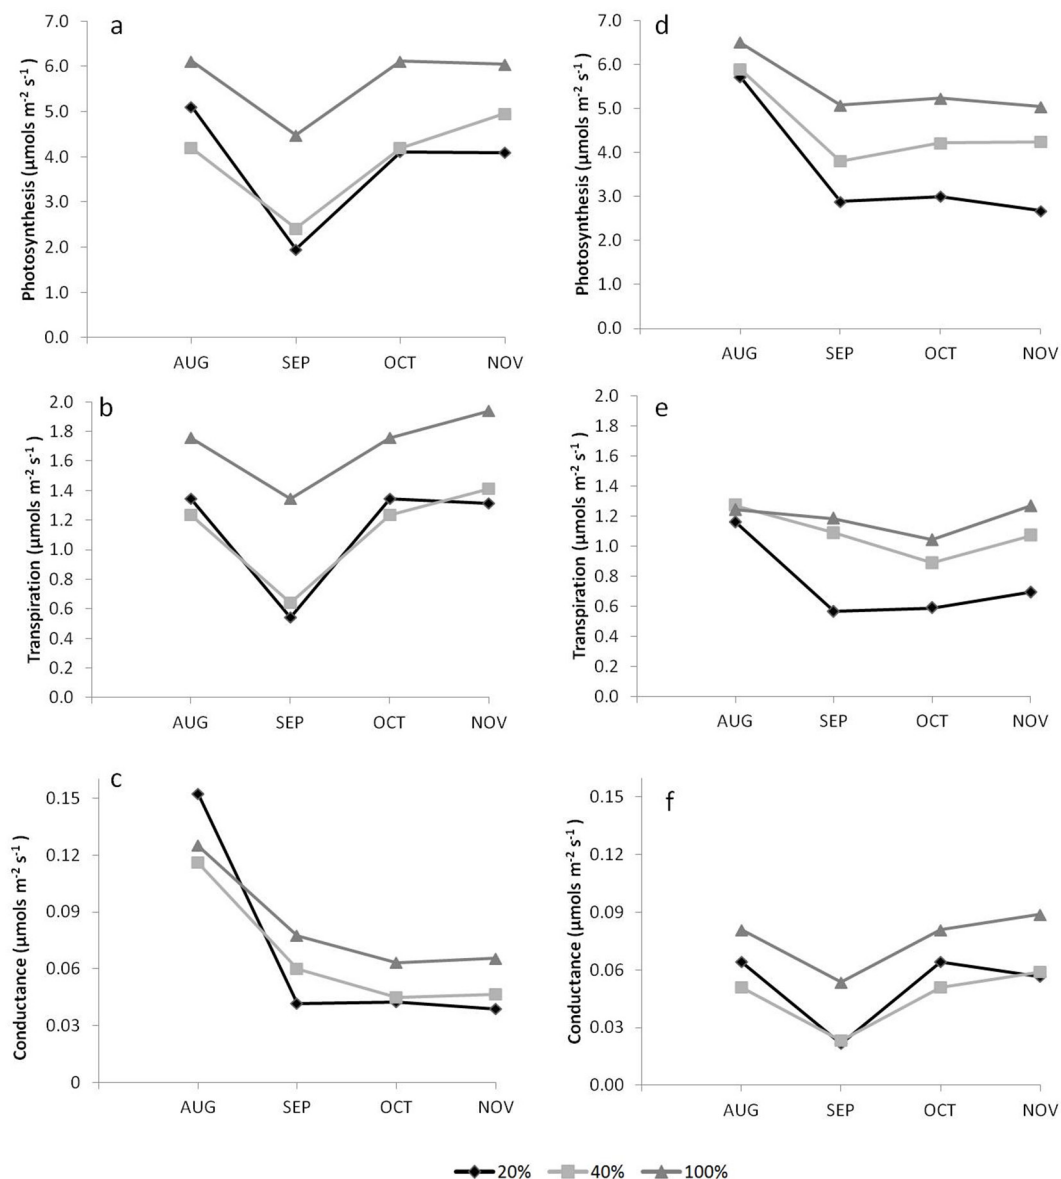 a
Photosynthesis (μmols m⁻² s⁻¹ )
7.0
6.0
5.0
4.0
3.0
2.0
1.0
0.0
AUG SEP OCT NOV
d
Photosynthesis (μmols m⁻² s⁻¹ )
7.0
6.0
5.0
4.0
3.0
2.0
1.0
0.0
AUG SEP OCT NOV
b
Transpiration (μmols m⁻² s⁻¹ )
2.0
1.8
1.6
1.4
1.2
1.0
0.8
0.6
0.4
0.2
0.0
AUG SEP OCT NOV
e
Transpiration (μmols m⁻² s⁻¹ )
2.0
1.8
1.6
1.4
1.2
1.0
0.8
0.6
0.4
0.2
0.0
AUG SEP OCT NOV
c
Conductance (μmols m⁻² s⁻¹ )
0.15
0.12
0.09
0.06
0.03
0
AUG SEP OCT NOV
f
Conductance (μmols m⁻² s⁻¹ )
0.15
0.12
0.09
0.06
0.03
0.00
AUG SEP OCT NOV
20% 40% 100%